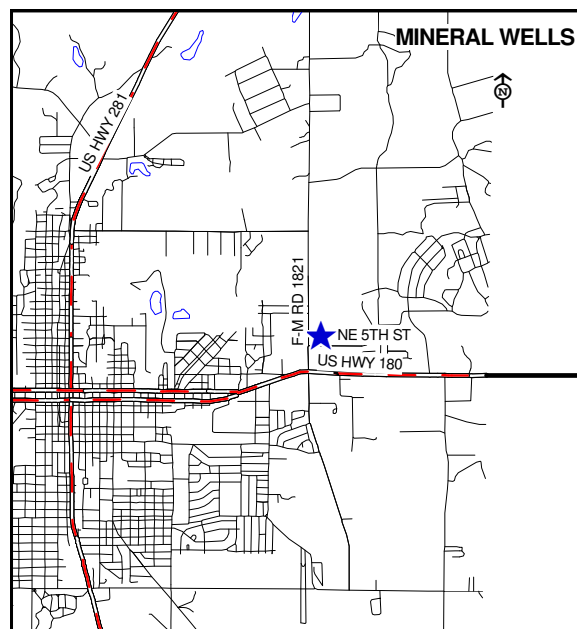 MINERAL WELLS
N
US HWY 281
F-M RD 1821
NE 5TH ST
US HWY 180